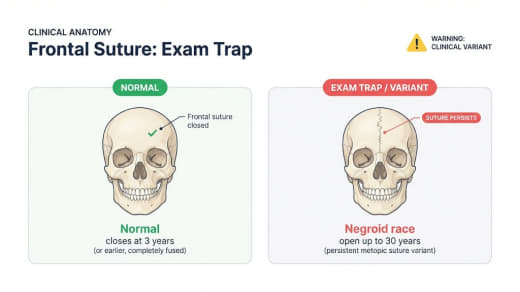 CLINICAL ANATOMY
Frontal Suture: Exam Trap
WARNING:
CLINICAL VARIANT
NORMAL
Frontal suture
closed
Normal
closes at 3 years
(or earlier, completely fused)
EXAM TRAP / VARIANT
SUTURE PERSISTS
Negroid race
open up to 30 years
(persistent metopic suture variant)